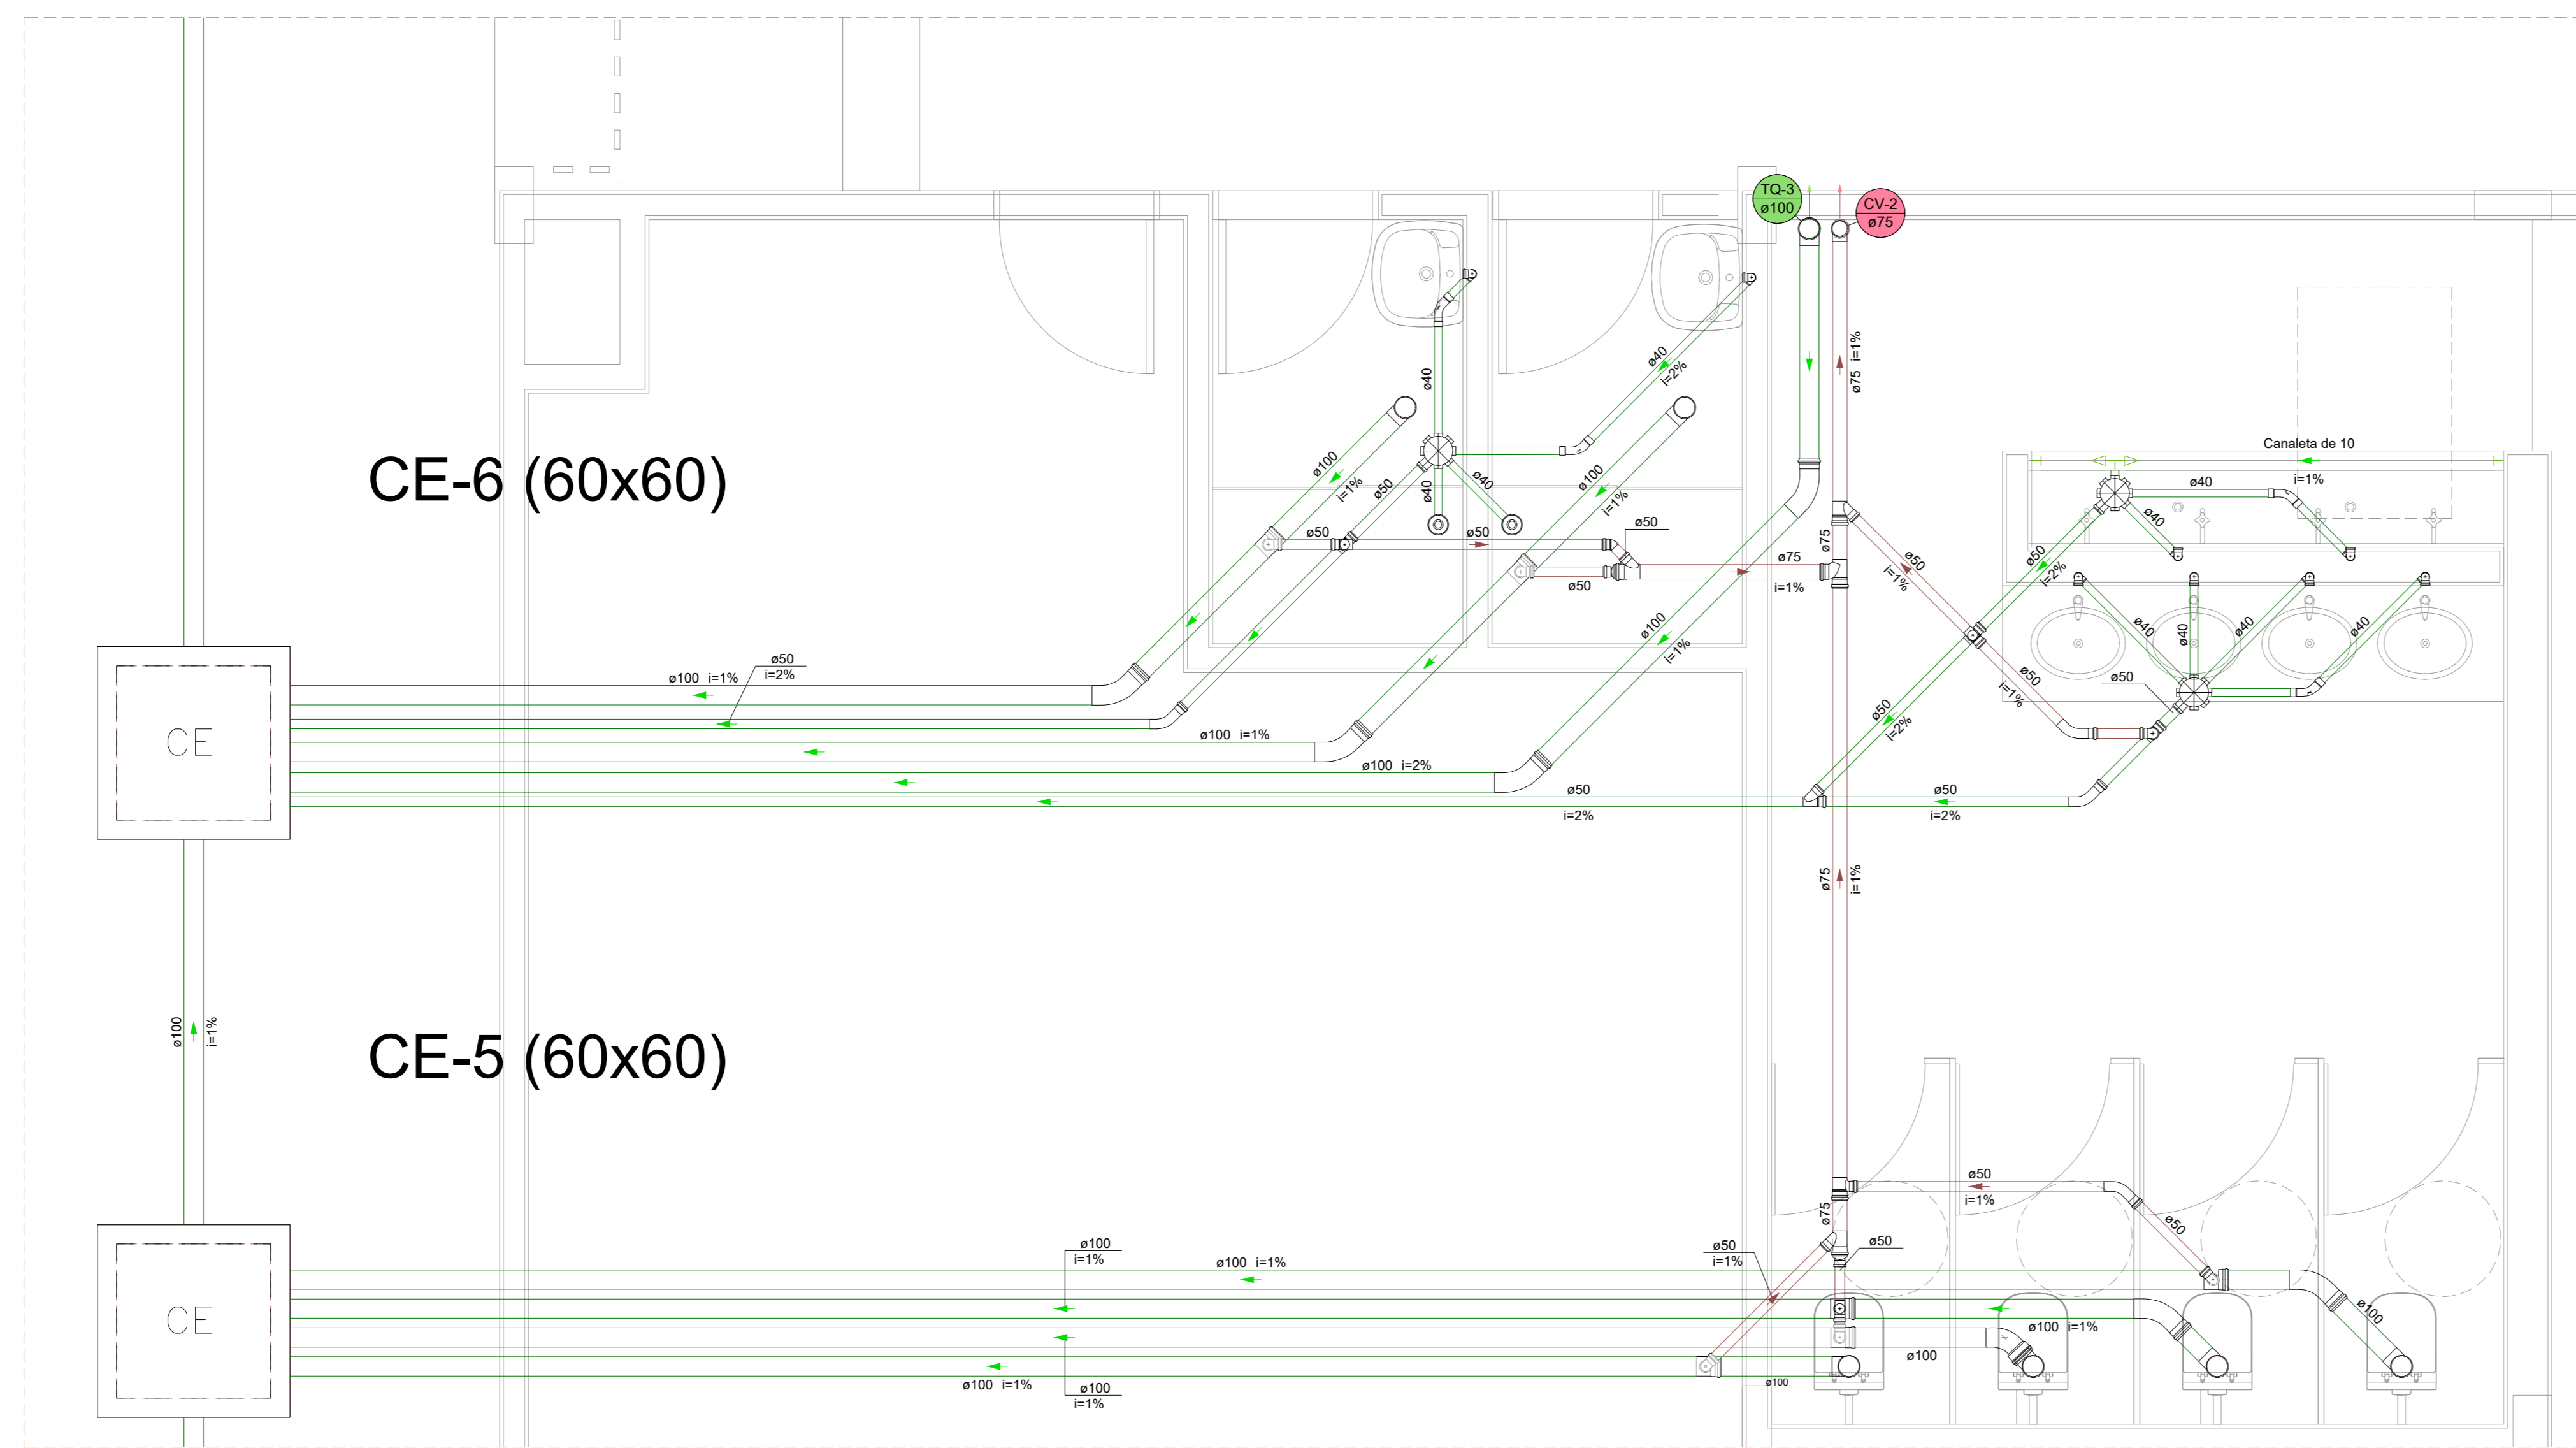 TQ-3
ø100
CV-2
ø75
ø75 i=1%
ø40
i=2%
ø40
Canaleta de 10
i=1%
ø40
ø40
CE-6 (60x60)
ø100
i=1%
ø50
ø40
ø40
ø100
i=1%
ø50
ø50
ø50
ø50
ø75
i=1%
ø75
ø50
i=1%
ø50
i=2%
ø100
i=1%
ø40
ø40
ø40
ø40
ø50
i=1%
ø50
ø50
i=2%
ø100 i=1%
ø50
i=2%
CE
ø100 i=1%
ø100 i=2%
ø50
i=2%
ø50
i=2%
ø75
i=1%
CE-5 (60x60)
ø100
i=1%
ø50
i=1%
ø75
ø50
ø50
i=1%
ø50
ø100
i=1%
ø100 i=1%
CE
ø100
ø100 i=1%
ø100
ø100 i=1%
ø100
i=1%
ø100